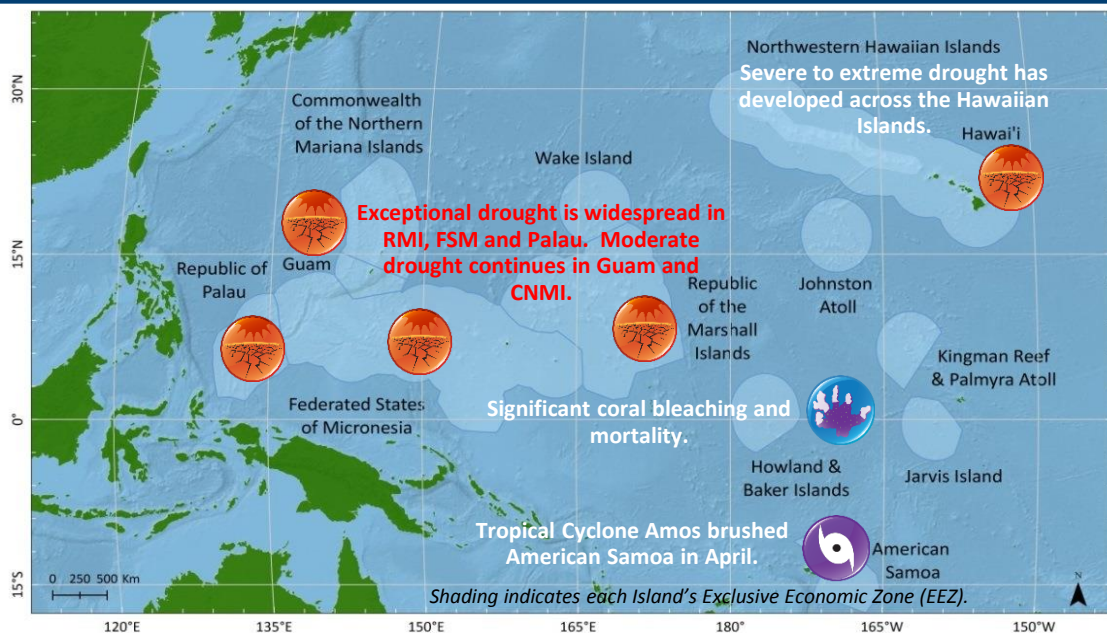 Northwestern Hawaiian Islands
Severe to extreme drought has
developed across the Hawaiian
Islands.
Hawai'i
Commonwealth
of the Northern
Mariana Islands
Wake Island
Exceptional drought is widespread in
RMI, FSM and Palau. Moderate
drought continues in Guam and
CNMI.
Guam
Republic of
Palau
Republic
of the
Marshall
Islands
Johnston
Atoll
Kingman Reef
& Palmyra Atoll
Federated States
of Micronesia
Significant coral bleaching and
mortality.
Howland &
Baker Islands
Jarvis Island
Tropical Cyclone Amos brushed
American Samoa in April.
American
Samoa
Shading indicates each Island's Exclusive Economic Zone (EEZ).
0 250 500 Km
N
30°N
15°N
0°
15°S
120°E
135°E
150°E
165°E
180°
165°W
150°W